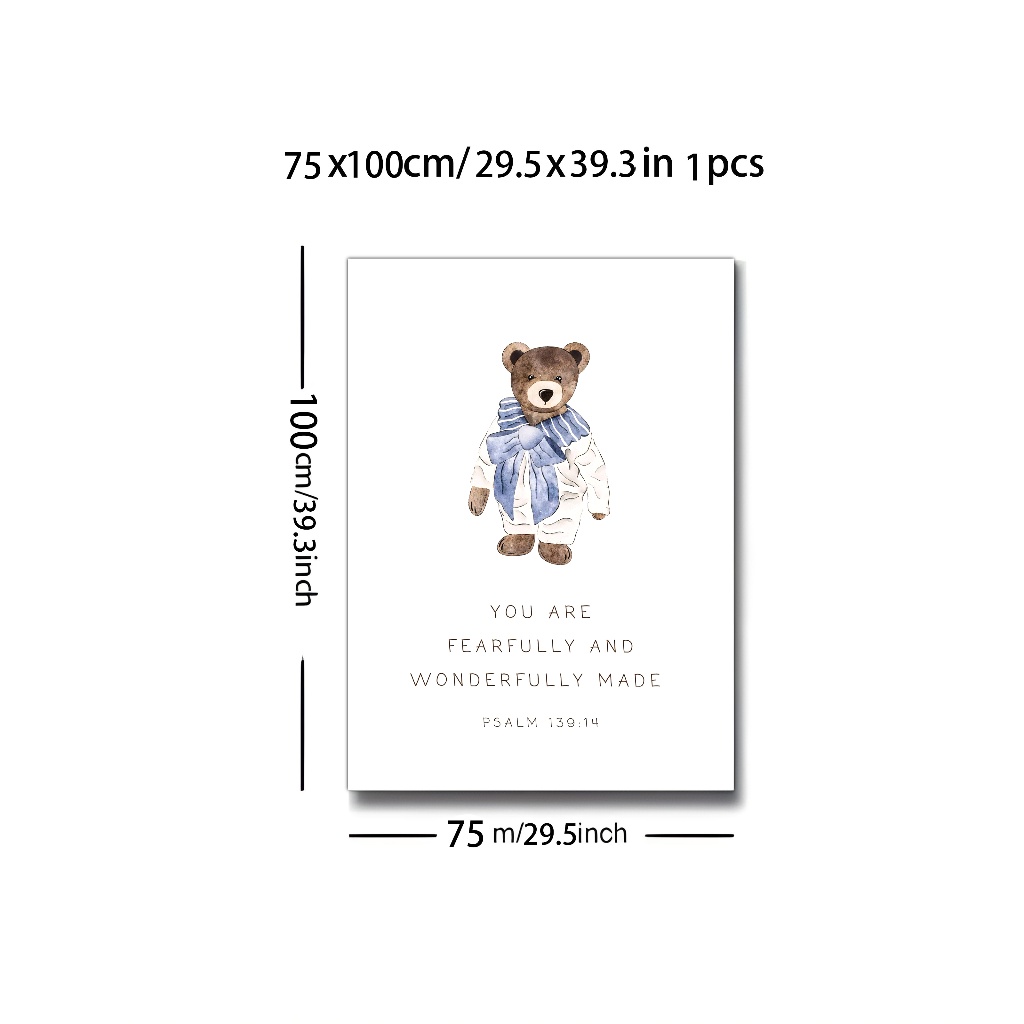 75x100cm/29.5x39.3in 1pcs
100cm/39.3inch
YOU ARE
FEARFULLY AND
WONDERFULLY MADE
PSALM 139:14
75 m/29.5inch